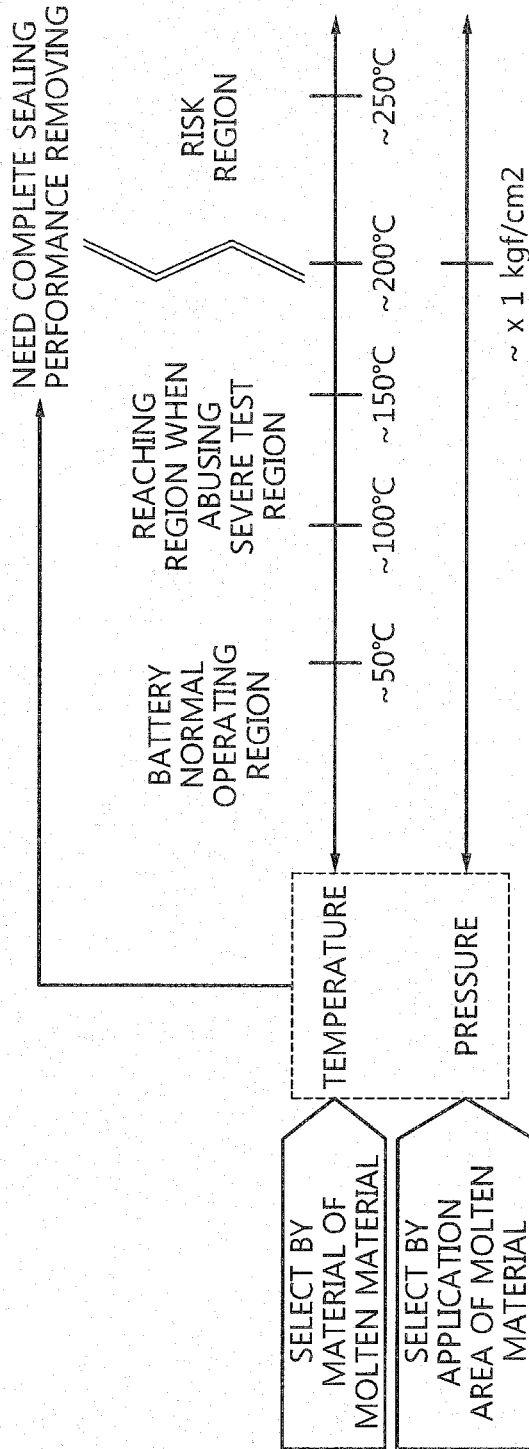 NEED COMPLETE SEALING
PERFORMANCE REMOVING
BATTERY
NORMAL
OPERATING
REGION
REACHING
REGION WHEN
ABUSING
SEVERE TEST
REGION
RISK
REGION
SELECT BY
MATERIAL OF
MOLTEN MATERIAL
TEMPERATURE
~50°C
~100°C
~150°C
~200°C
~250°C
SELECT BY
APPLICATION
AREA OF MOLTEN
MATERIAL
PRESSURE
~ x 1 kgf/cm2